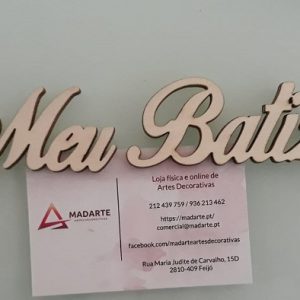 Meu Bati
Loja física e online de
Artes Decorativas
MADARTE
212 439 759 / 936 213 462
https://madarte.pt/
comercial@madarte.pt
facebook.com/madarteartesdecorativas
Rua Maria Judite de Carvalho, 15D
2810-409 Feijó